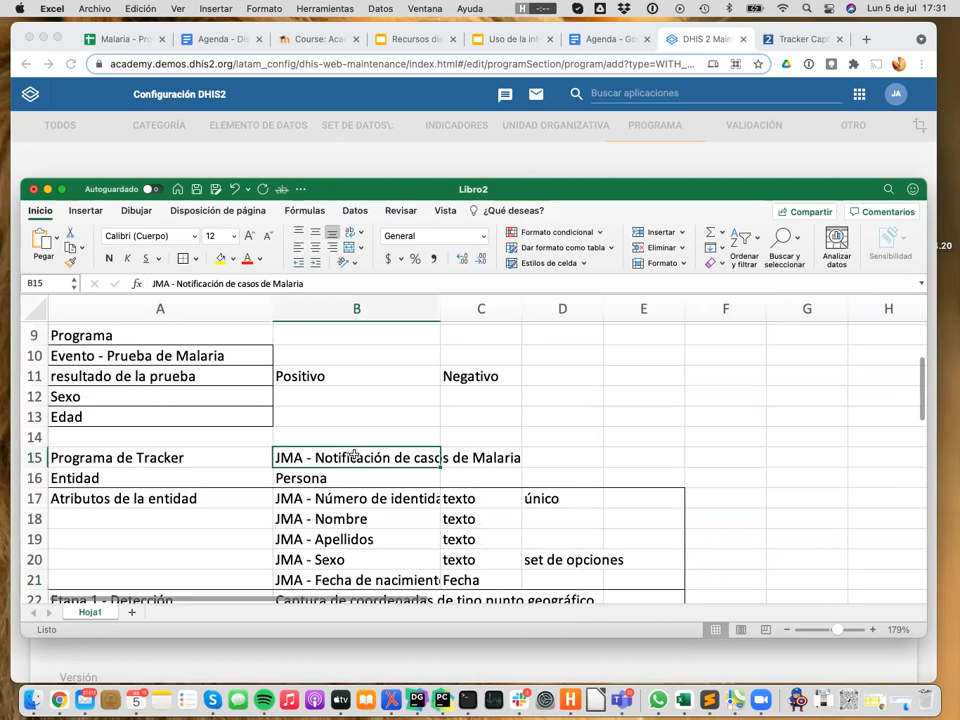 Excel Archivo Edición Ver Insertar Formato Herramientas Datos Ventana Ayuda Lun 5 de jul 17:31
Malaria - Pro Agenda - Di Course: Aca Recursos di Uso de la in Agenda - Go DHIS 2 Main Tracker Cap
academy.demos.dhis2.org/latam_config/dhis-web-maintenance/index.html#/edit/programSection/program/add?type=WITH_...
Configuración DHIS2 Buscar aplicaciones JA
TODOS CATEGORÍA ELEMENTO DE DATOS SET DE DATOS\: INDICADORES UNIDAD ORGANIZATIVA PROGRAMA VALIDACIÓN OTRO
Autoguardado Libro2
Inicio Insertar Dibujar Disposición de página Fórmulas Datos Revisar Vista ¿Qué deseas? Compartir Comentarios
Pegar Calibri (Cuerpo) 12 General Formato condicional Insertar
N K S Dar formato como tabla Eliminar
Estilos de celda Formato
Ordenar y filtrar Buscar y seleccionar Analizar datos Sensibilidad
4.20
B15 fx JMA - Notificación de casos de Malaria
A B C D E F G H
9 Programa
10 Evento - Prueba de Malaria
11 resultado de la prueba Positivo Negativo
12 Sexo
13 Edad
14
15 Programa de Tracker JMA - Notificación de casos de Malaria
16 Entidad Persona
17 Atributos de la entidad JMA - Número de identida texto único
18 JMA - Nombre texto
19 JMA - Apellidos texto
20 JMA - Sexo texto set de opciones
21 JMA - Fecha de nacimient Fecha
22 Etapa 1 - Detección Captura de coordenadas de tipo punto geográfico
Hoja1
Listo 179%
Versión